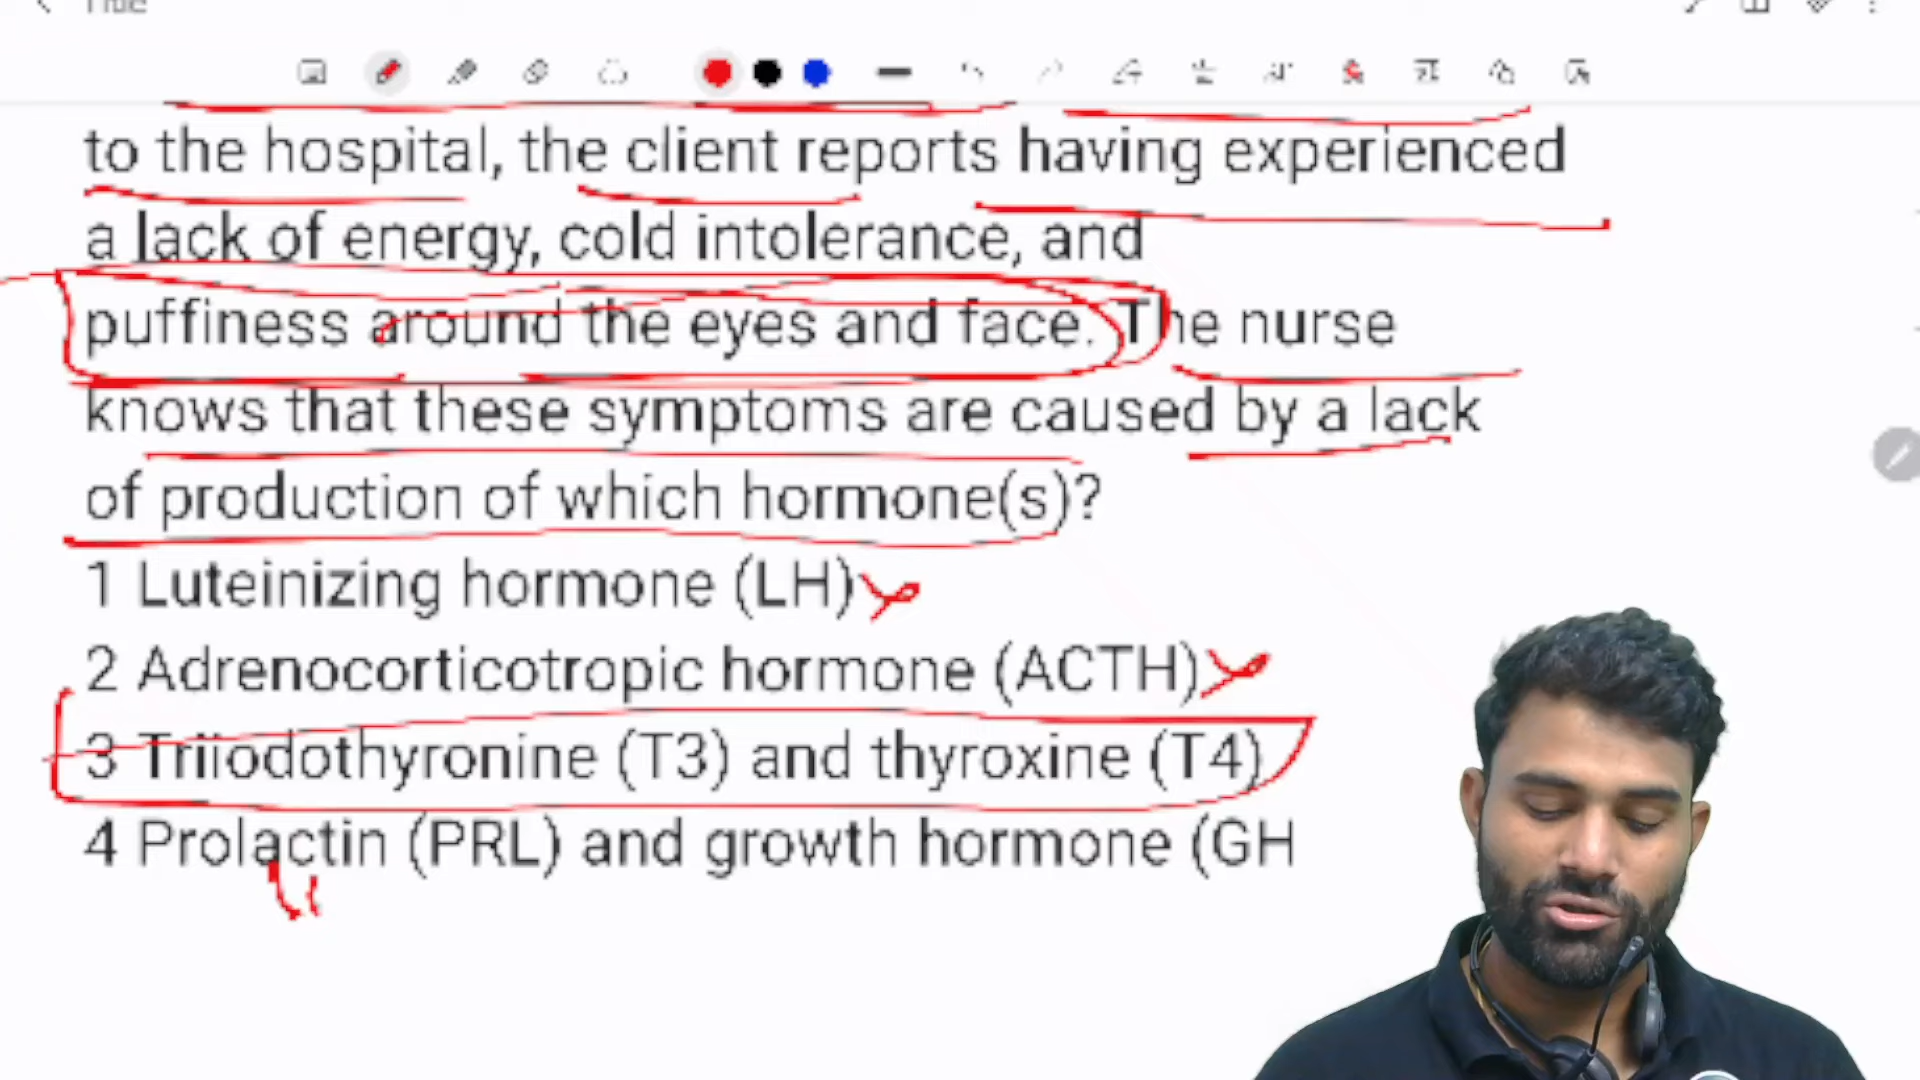 Title
to the hospital, the client reports having experienced
a lack of energy, cold intolerance, and
puffiness around the eyes and face. The nurse
knows that these symptoms are caused by a lack
of production of which hormone(s)?
1 Luteinizing hormone (LH)
2 Adrenocorticotropic hormone (ACTH)
3 Triiodothyronine (T3) and thyroxine (T4)
4 Prolactin (PRL) and growth hormone (GH